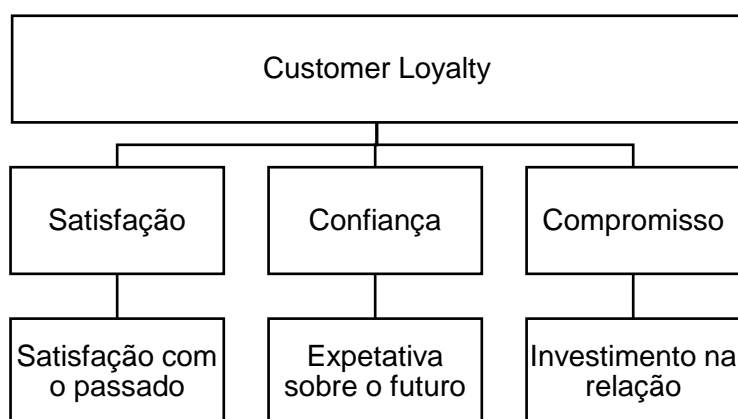 Customer Loyalty
Satisfação
Confiança
Compromisso
Satisfação com
o passado
Expetativa
sobre o futuro
Investimento na
relação